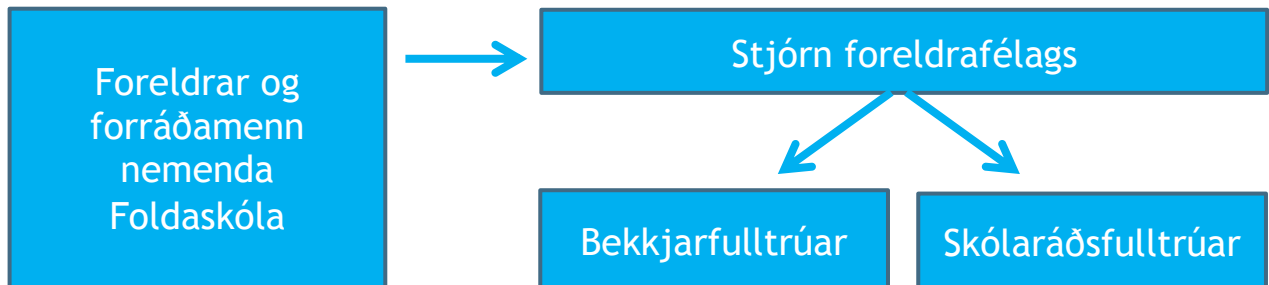 Foreldrar og
forráðamenn
nemenda
Foldaskóla
Stjórn foreldrafélags
Bekkjarfulltrúar
Skólaráðsfulltrúar